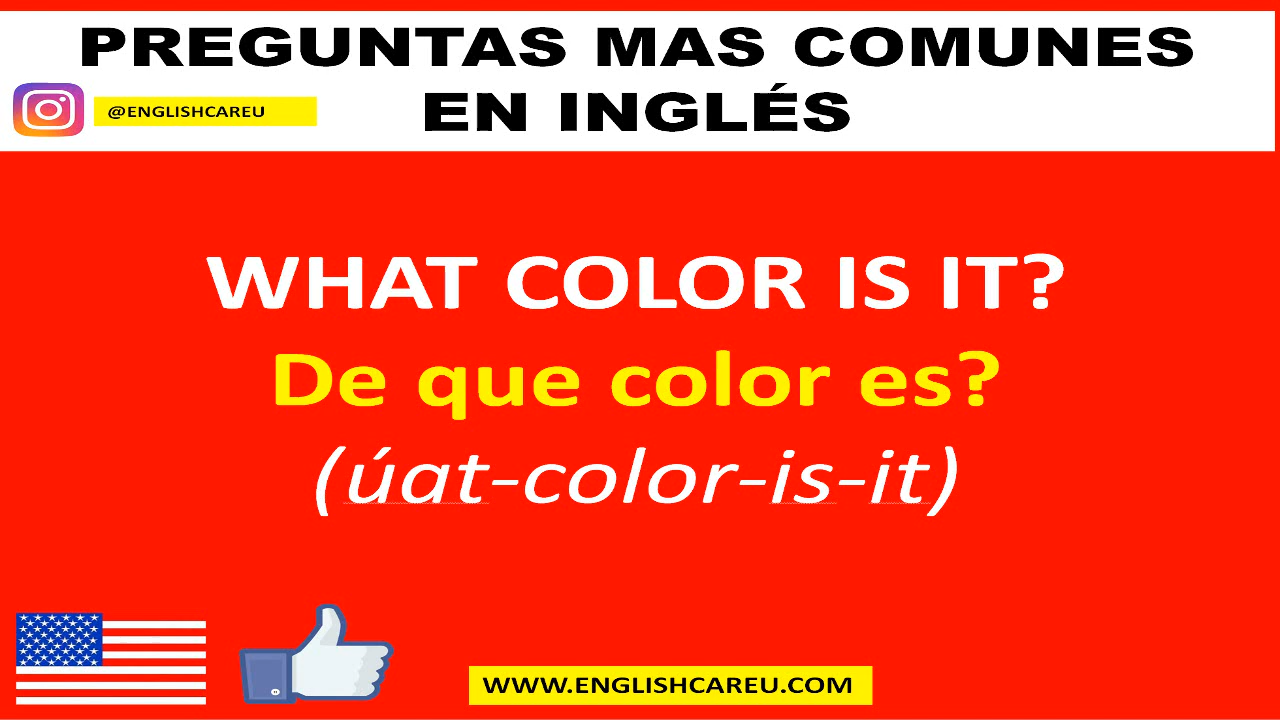 PREGUNTAS MAS COMUNES
EN INGLÉS
@ENGLISHCAREU
WHAT COLOR IS IT?
De que color es?
(úat-color-is-it)
WWW.ENGLISHCAREU.COM